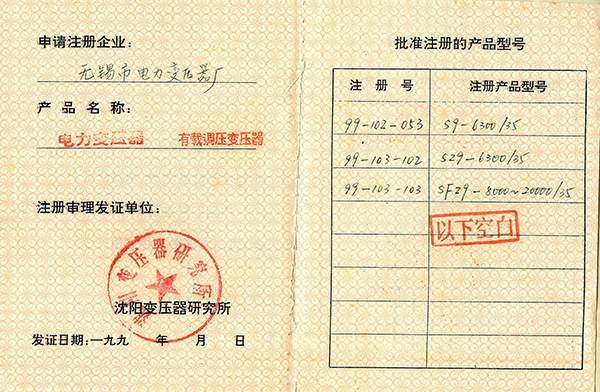 申请注册企业：
无锡市电力变压器厂
产品名称：
电力变压器 有载调压变压器
注册审理发证单位：
沈阳变压器研究所
沈阳变压器研究所
发证日期：一九九 年 月 日
批准注册的产品型号
注册号 注册产品型号
99-102-053 S9-6300/35
99-103-102 SZ9-6300/35
99-103-103 SFZ9-8000~20000/35
以下空白